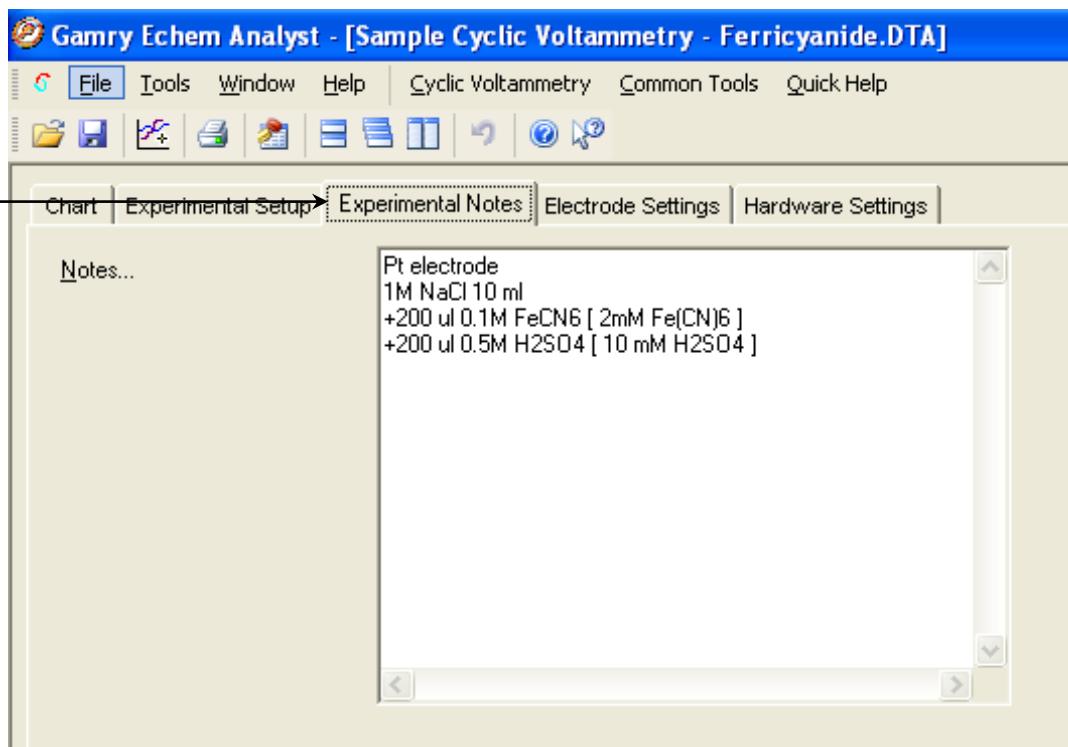 Gamry Echem Analyst - [Sample Cyclic Voltammetry - Ferricyanide.DTA]
File Tools Window Help Cyclic Voltammetry Common Tools Quick Help
Chart Experimental Setup Experimental Notes Electrode Settings Hardware Settings
Notes...
Pt electrode
1M NaCl 10 ml
+200 ul 0.1M FeCN6 [ 2mM Fe(CN)6 ]
+200 ul 0.5M H2SO4 [ 10 mM H2SO4 ]